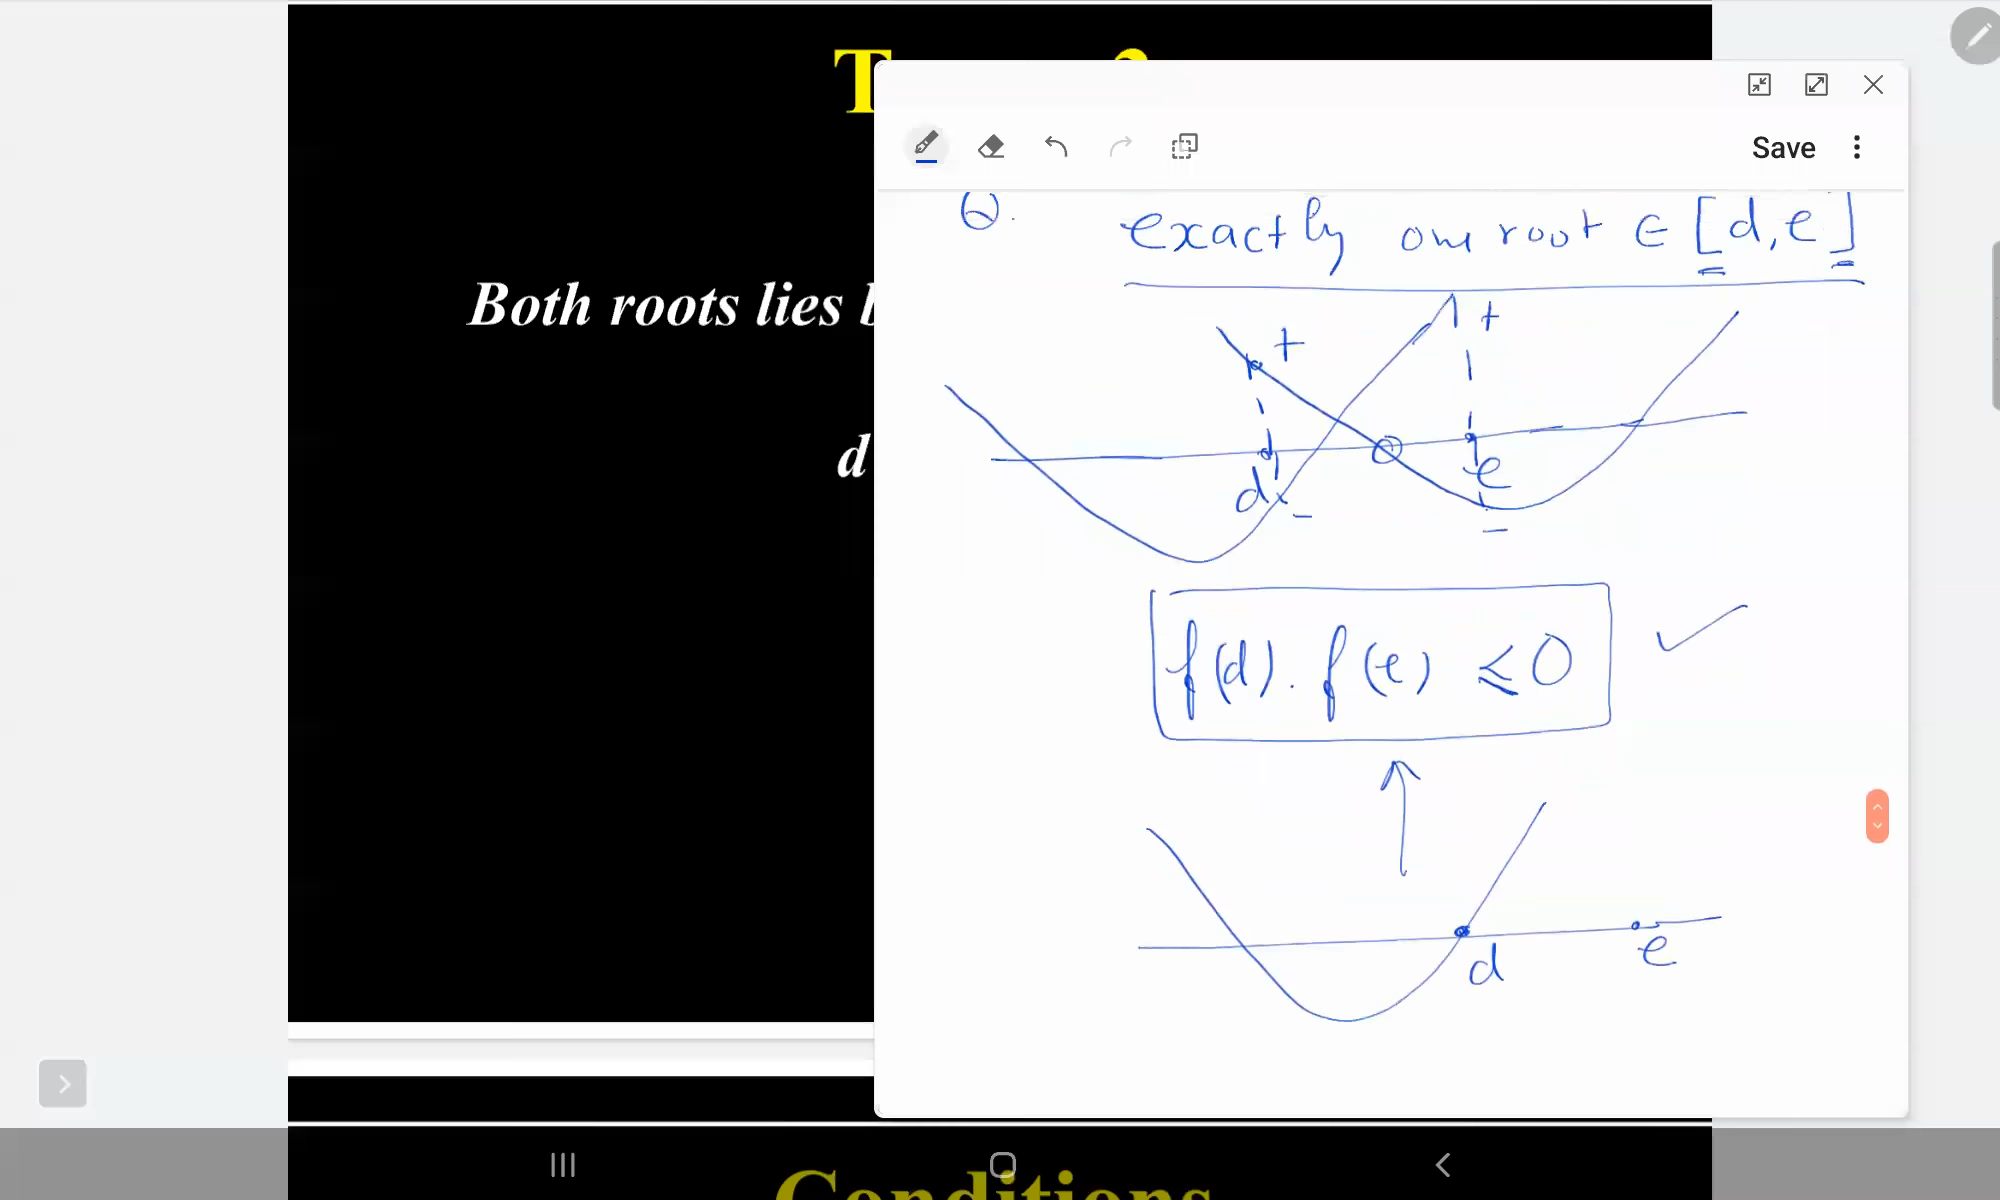 Both roots lies
d
Save
Q.
exactly one root ∈ [d, e]
+
+
d
e
-
-
f(d). f(e) ≤ 0
d
e
Conditions